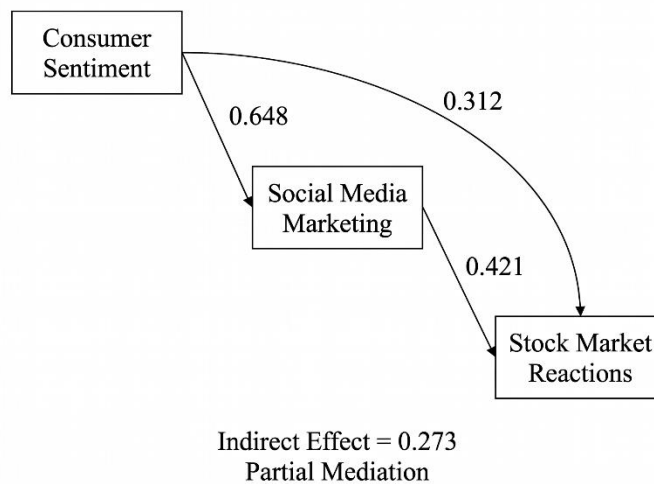 Consumer
Sentiment
0.312
0.648
Social Media
Marketing
0.421
Stock Market
Reactions
Indirect Effect = 0.273
Partial Mediation